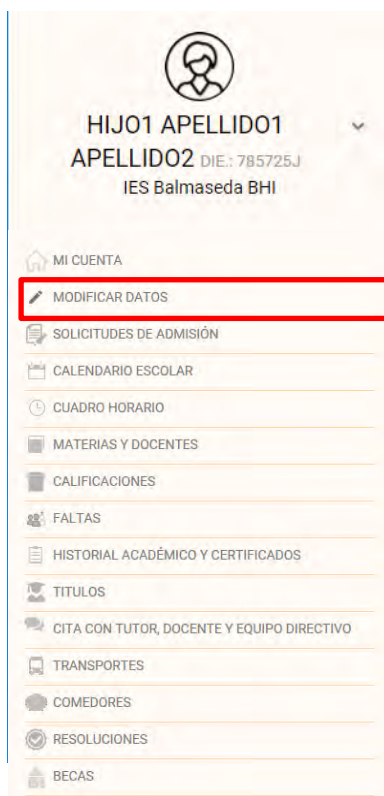 HIJO1 APELLIDO1
APELLIDO2 DIE.: 785725J
IES Balmaseda BHI
MI CUENTA
MODIFICAR DATOS
SOLICITUDES DE ADMISIÓN
CALENDARIO ESCOLAR
CUADRO HORARIO
MATERIAS Y DOCENTES
CALIFICACIONES
FALTAS
HISTORIAL ACADÉMICO Y CERTIFICADOS
TITULOS
CITA CON TUTOR, DOCENTE Y EQUIPO DIRECTIVO
TRANSPORTES
COMEDORES
RESOLUCIONES
BECAS